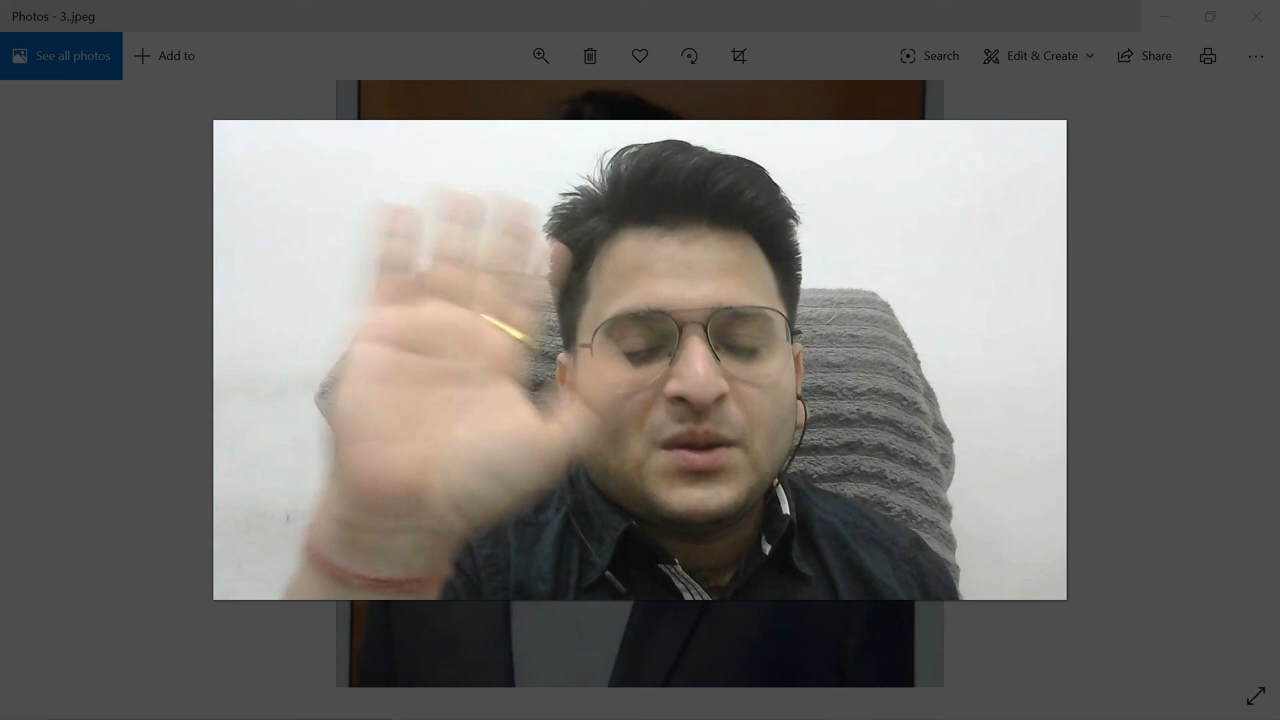 Photos - 3..jpeg
See all photos
Add to
Search
Edit & Create
Share